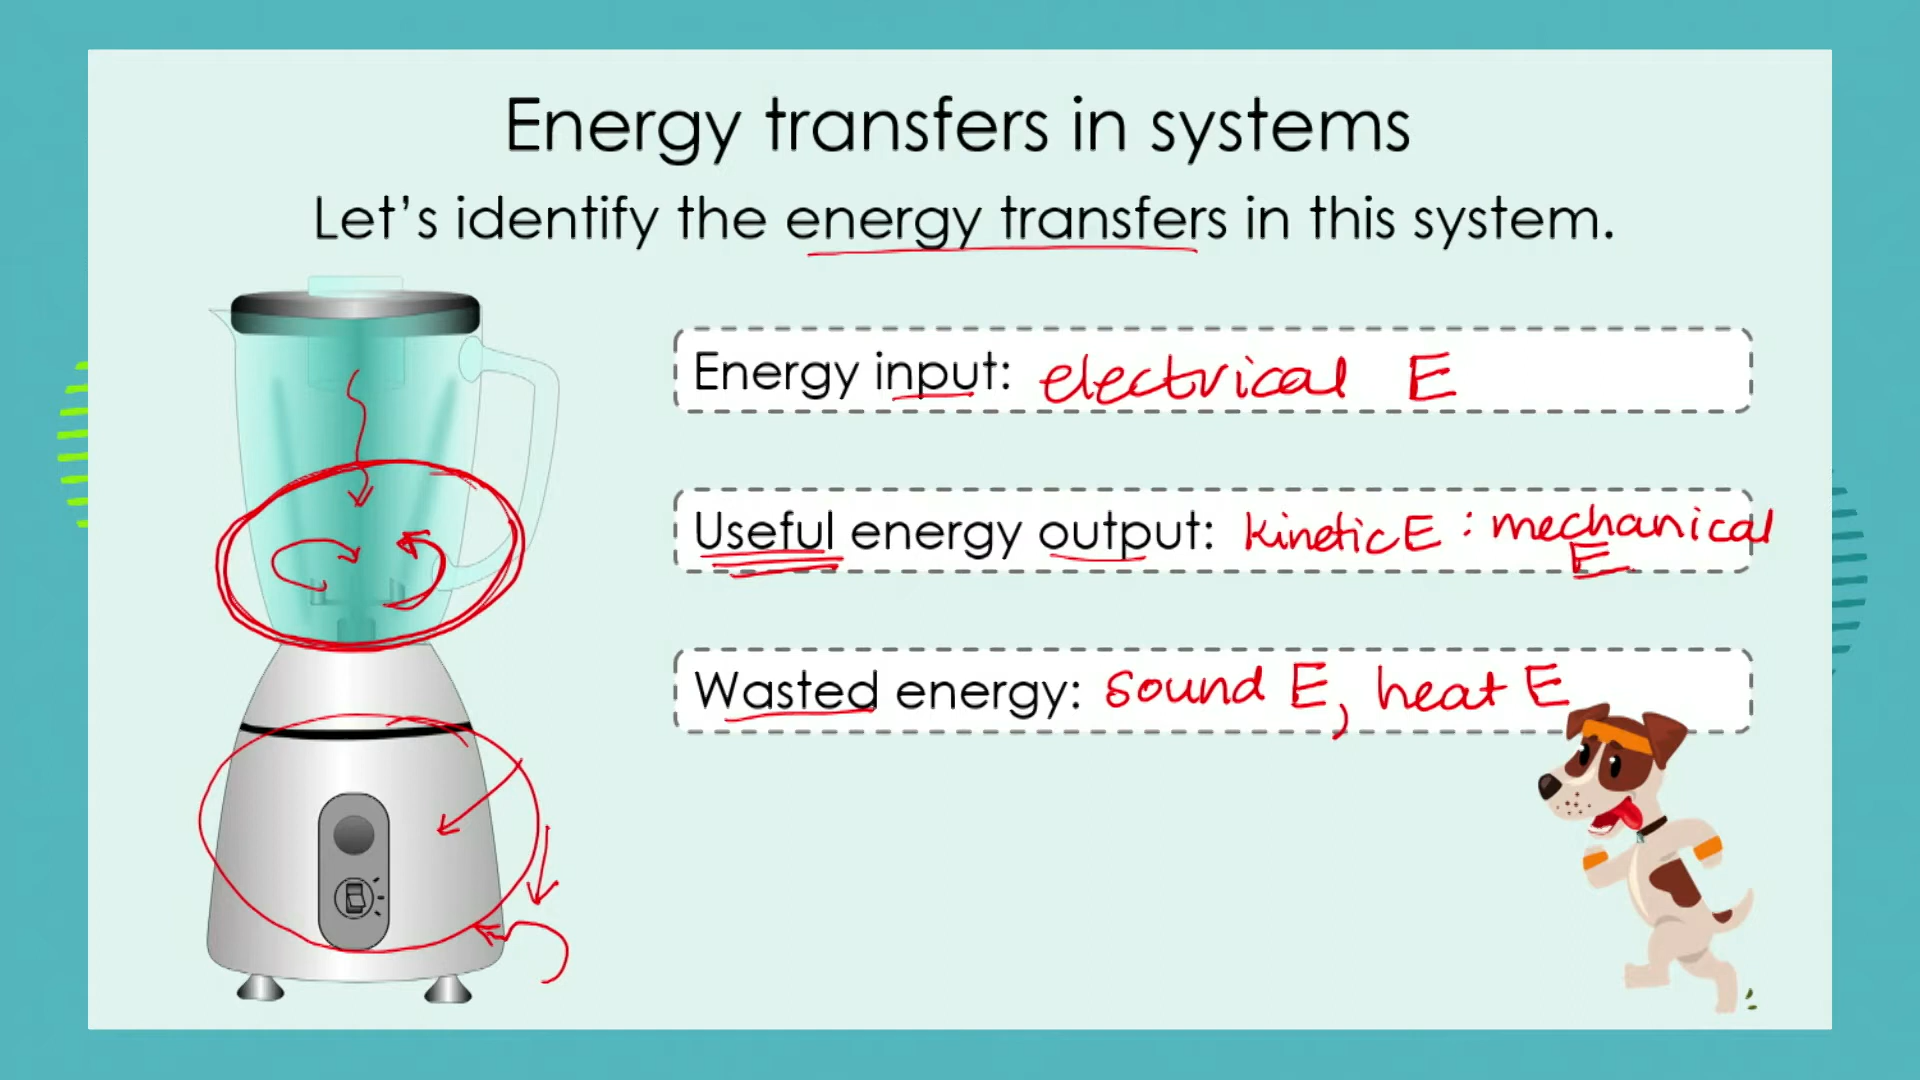 Energy transfers in systems
Let's identify the energy transfers in this system.
Energy input: electrical E
Useful energy output: kinetic E : mechanical
E
Wasted energy: sound E, heat E